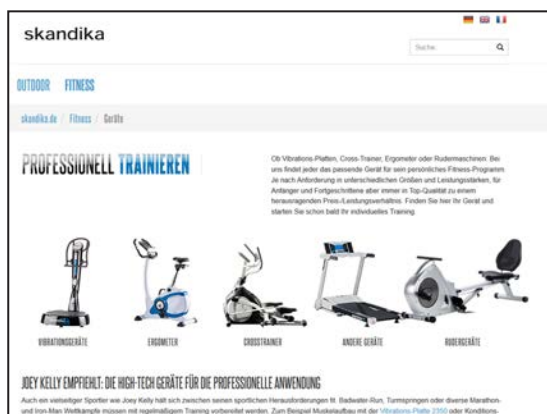 skandika
Suche
OUTDOOR FITNESS
skandika.de / Fitness / Geräte
PROFESSIONELL TRAINIEREN
Ob Vibrations-Platten, Cross-Trainer, Ergometer oder Rudermaschinen: Bei
uns findet jeder das passende Gerät für sein persönliches Fitness-Programm.
Je nach Anforderung in unterschiedlichen Größen und Leistungsstärken, für
Anfänger und Fortgeschrittene aber immer in Top-Qualität zu einem
herausragenden Preis-/Leistungsverhältnis. Finden Sie hier Ihr Gerät und
starten Sie schon bald Ihr individuelles Training.
VIBRATIONSGERÄTE ERGOMETER CROSSTRAINER ANDERE GERÄTE RUDERGERÄTE
JOEY KELLY EMPFIEHLT: DIE HIGH-TECH GERÄTE FÜR DIE PROFESSIONELLE ANWENDUNG
Auch ein vielseitiger Sportler wie Joey Kelly hält sich zwischen seinen sportlichen Herausforderungen fit. Badwater-Run, Turmspringen oder diverse Marathon-
und Iron-Man Wettkämpfe müssen mit regelmäßigem Training vorbereitet werden. Zum Beispiel Muskelaufbau mit der Vibrations-Platte 2350 oder Konditions-